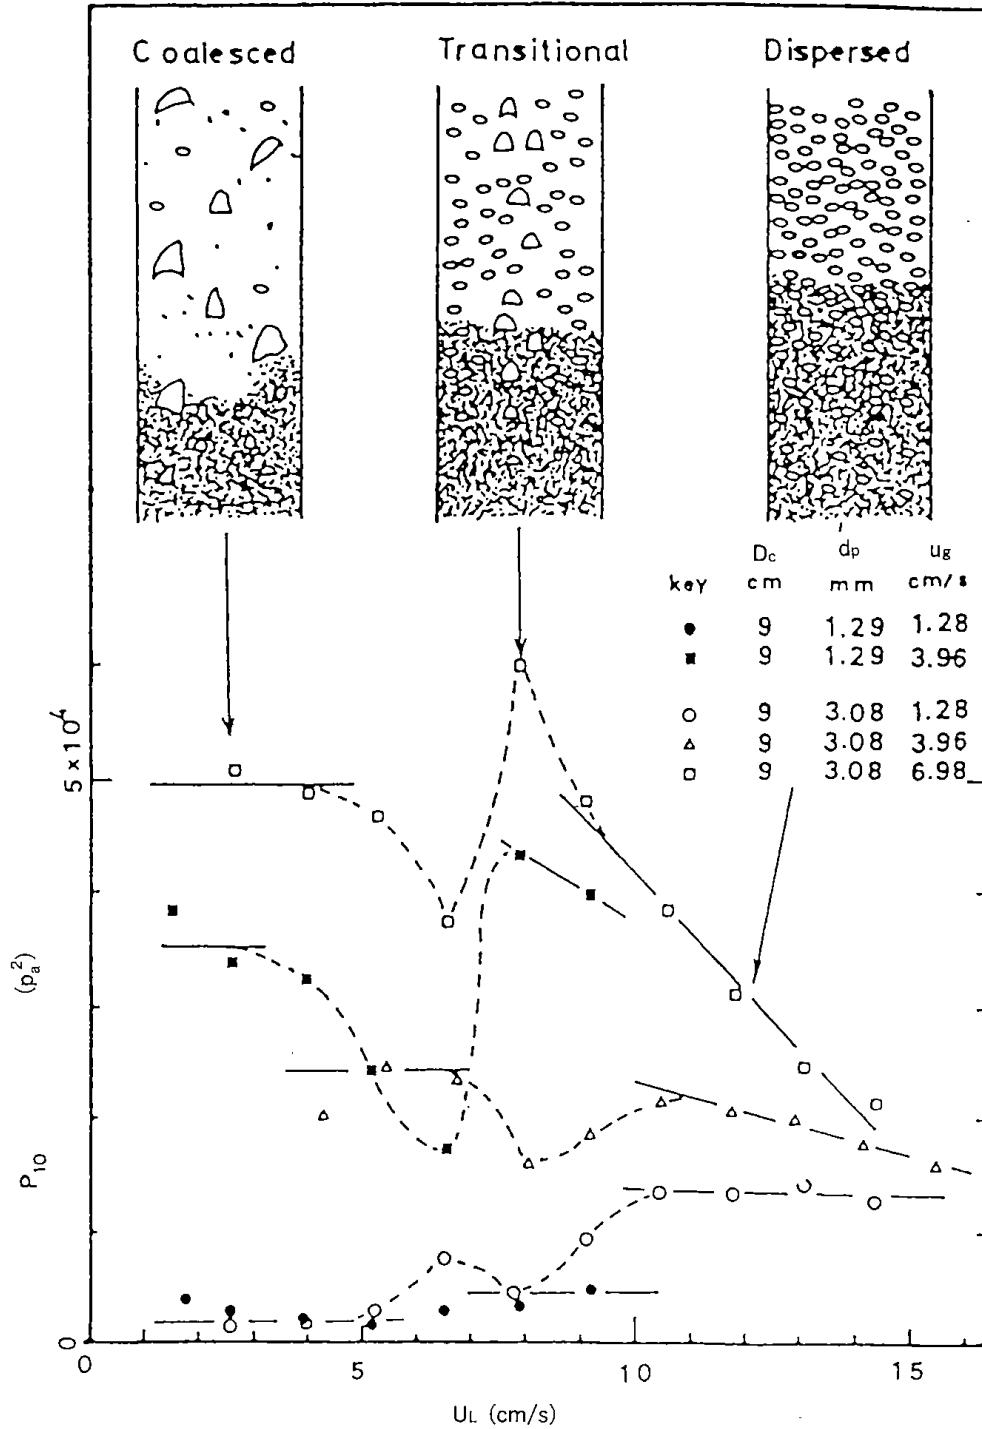 Coalesced Transitional Dispersed
Dc dp ug
key cm mm cm/s
9 1.29 1.28
9 1.29 3.96
9 3.08 1.28
9 3.08 3.96
9 3.08 6.98
5 x 10⁴
P₁₀ (pₐ²)
0
0 5 10 15
UL (cm/s)